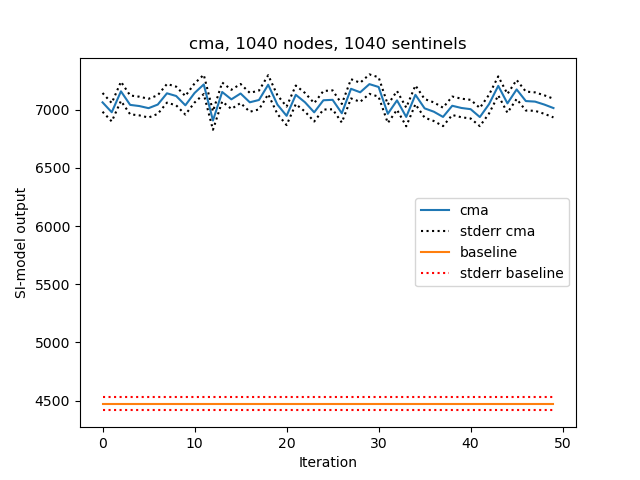 cma, 1040 nodes, 1040 sentinels
SI-model output
7000
6500
6000
5500
5000
4500
cma
stderr cma
baseline
stderr baseline
0 10 20 30 40 50
Iteration